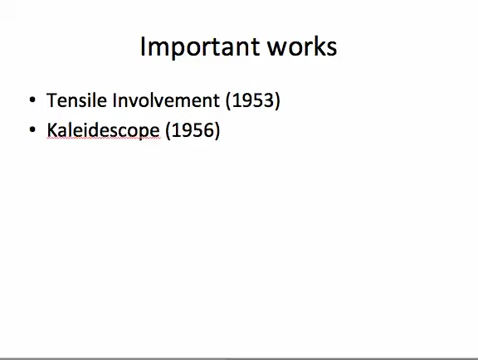 Important works
• Tensile Involvement (1953)
• Kaleidescope (1956)